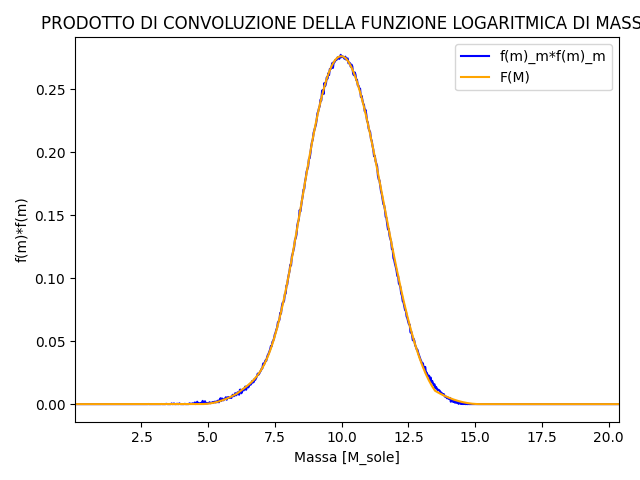 PRODOTTO DI CONVOLUZIONE DELLA FUNZIONE LOGARITMICA DI MASS
f(m)_m*f(m)_m
F(M)
f(m)*f(m)
0.25
0.20
0.15
0.10
0.05
0.00
2.5 5.0 7.5 10.0 12.5 15.0 17.5 20.0
Massa [M_sole]